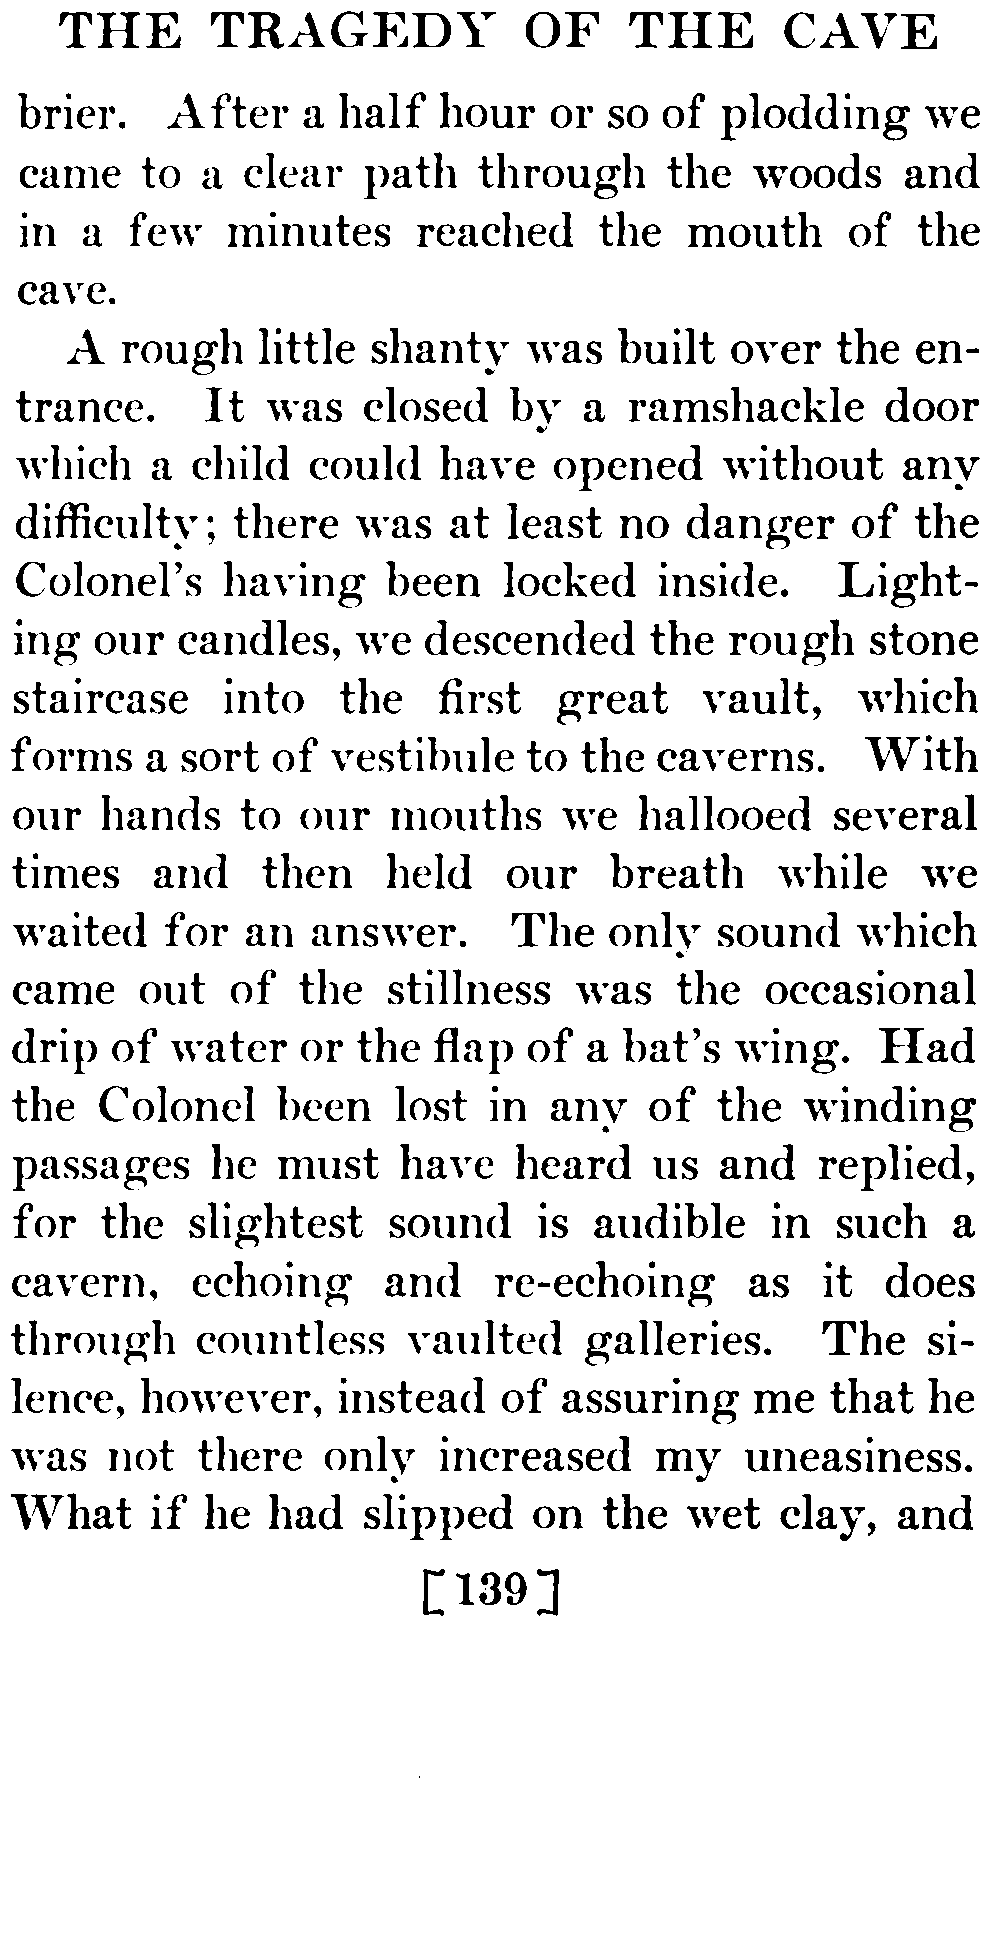 THE TRAGEDY OF THE CAVE
brier. After a half hour or so of plodding we
came to a clear path through the woods and
in a few minutes reached the mouth of the
cave.
A rough little shanty was built over the en-
trance. It was closed by a ramshackle door
which a child could have opened without any
difficulty; there was at least no danger of the
Colonel's having been locked inside. Light-
ing our candles, we descended the rough stone
staircase into the first great vault, which
forms a sort of vestibule to the caverns. With
our hands to our mouths we hallooed several
times and then held our breath while we
waited for an answer. The only sound which
came out of the stillness was the occasional
drip of water or the flap of a bat's wing. Had
the Colonel been lost in any of the winding
passages he must have heard us and replied,
for the slightest sound is audible in such a
cavern, echoing and re-echoing as it does
through countless vaulted galleries. The si-
lence, however, instead of assuring me that he
was not there only increased my uneasiness.
What if he had slipped on the wet clay, and
[139]